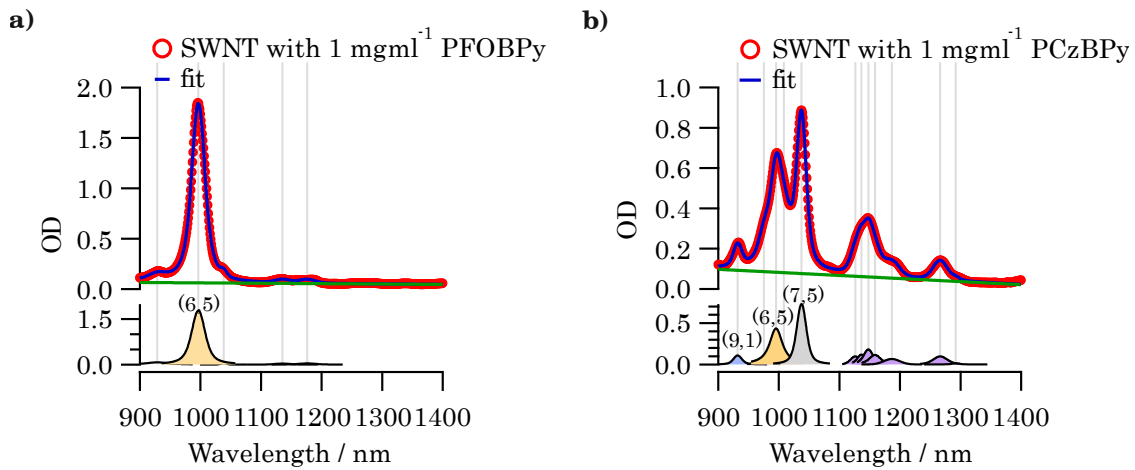 a)
SWNT with 1 mgml⁻¹ PFOBPy
fit
2.0
1.5
1.0
0.5
0.0
OD
(6,5)
1.5
0.0
900 1000 1100 1200 1300 1400
Wavelength / nm
b)
SWNT with 1 mgml⁻¹ PCzBPy
fit
1.0
0.8
0.6
0.4
0.2
0.0
OD
(7,5)
(6,5)
(9,1)
0.5
0.0
900 1000 1100 1200 1300 1400
Wavelength / nm